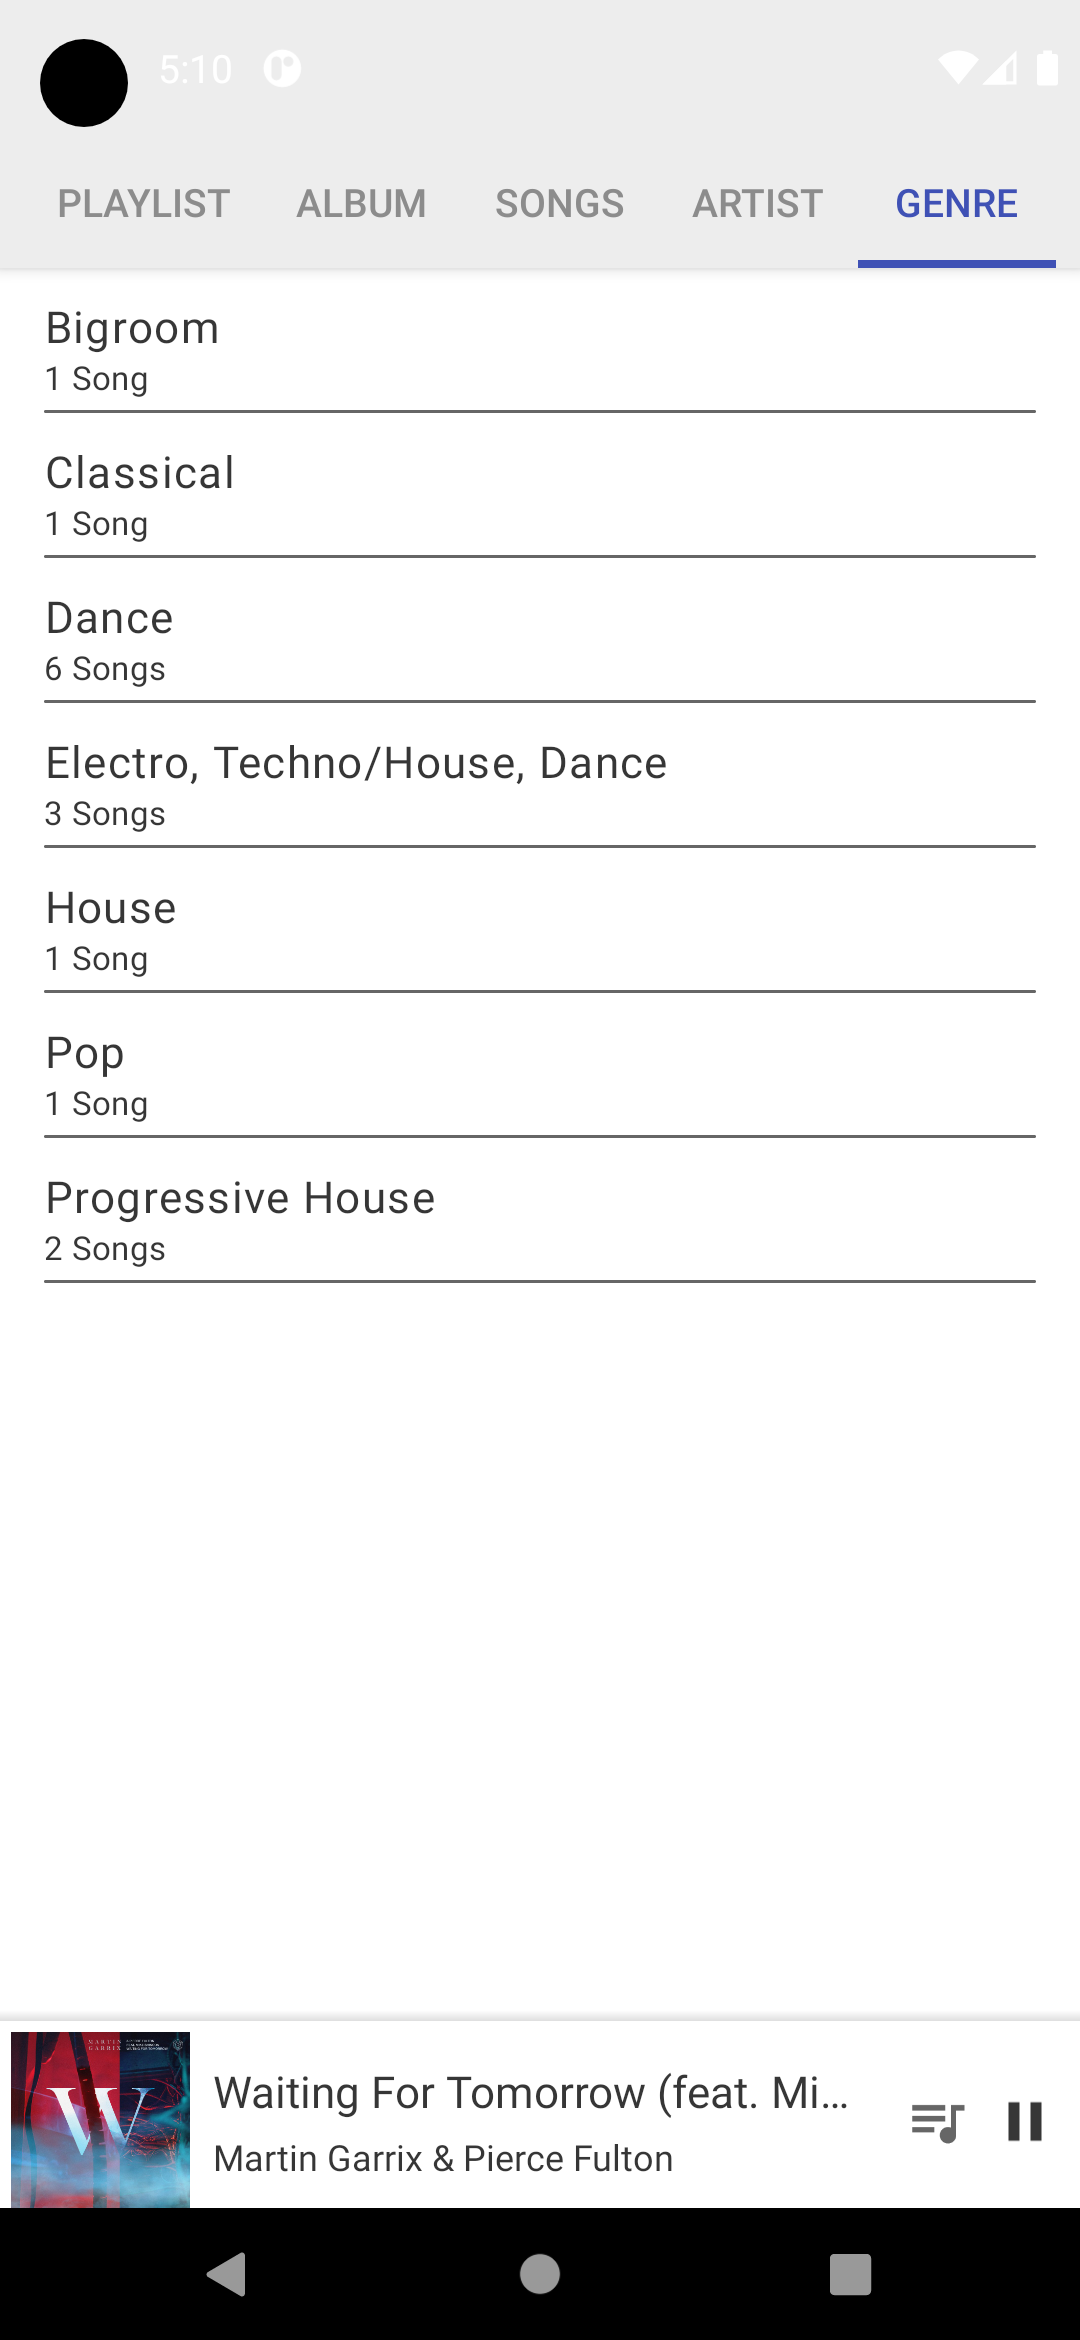 5:10
PLAYLIST ALBUM SONGS ARTIST GENRE
Bigroom
1 Song
Classical
1 Song
Dance
6 Songs
Electro, Techno/House, Dance
3 Songs
House
1 Song
Pop
1 Song
Progressive House
2 Songs
MARTIN
GARRIX
W
Waiting For Tomorrow (feat. Mi...
Martin Garrix & Pierce Fulton